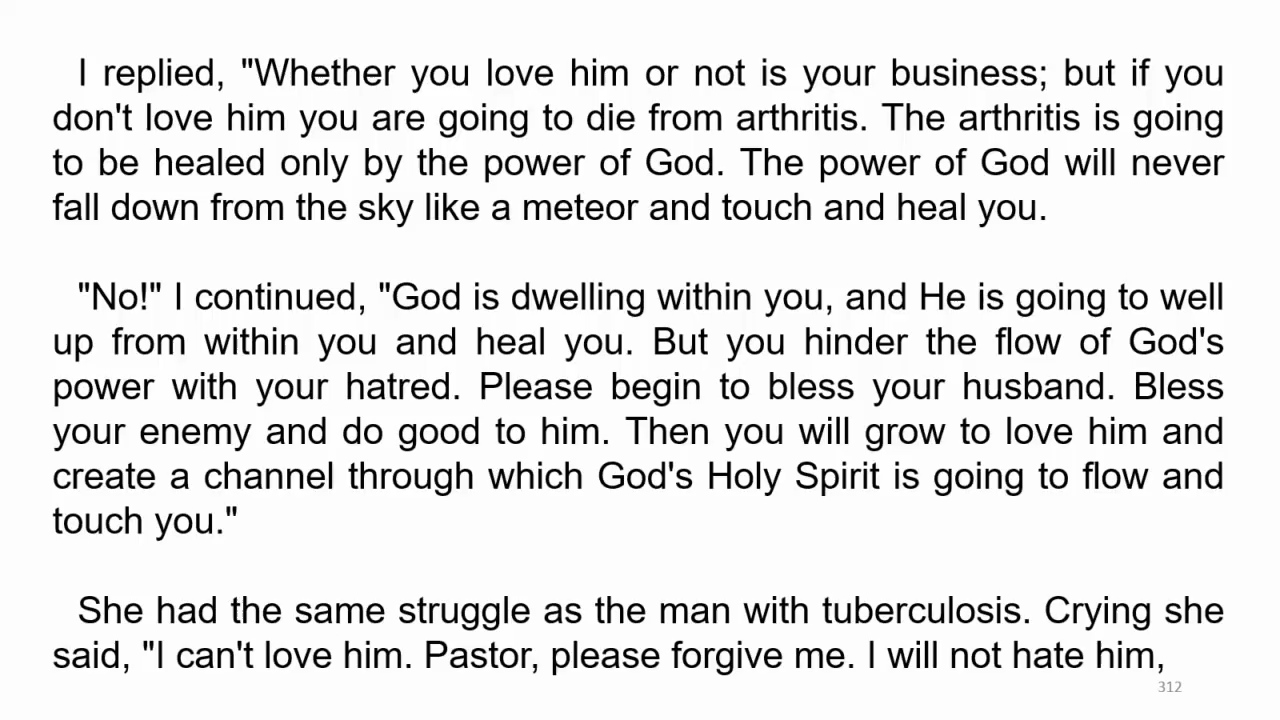 I replied, "Whether you love him or not is your business; but if you
don't love him you are going to die from arthritis. The arthritis is going
to be healed only by the power of God. The power of God will never
fall down from the sky like a meteor and touch and heal you.
"No!" I continued, "God is dwelling within you, and He is going to well
up from within you and heal you. But you hinder the flow of God's
power with your hatred. Please begin to bless your husband. Bless
your enemy and do good to him. Then you will grow to love him and
create a channel through which God's Holy Spirit is going to flow and
touch you."
She had the same struggle as the man with tuberculosis. Crying she
said, "I can't love him. Pastor, please forgive me. I will not hate him,
312